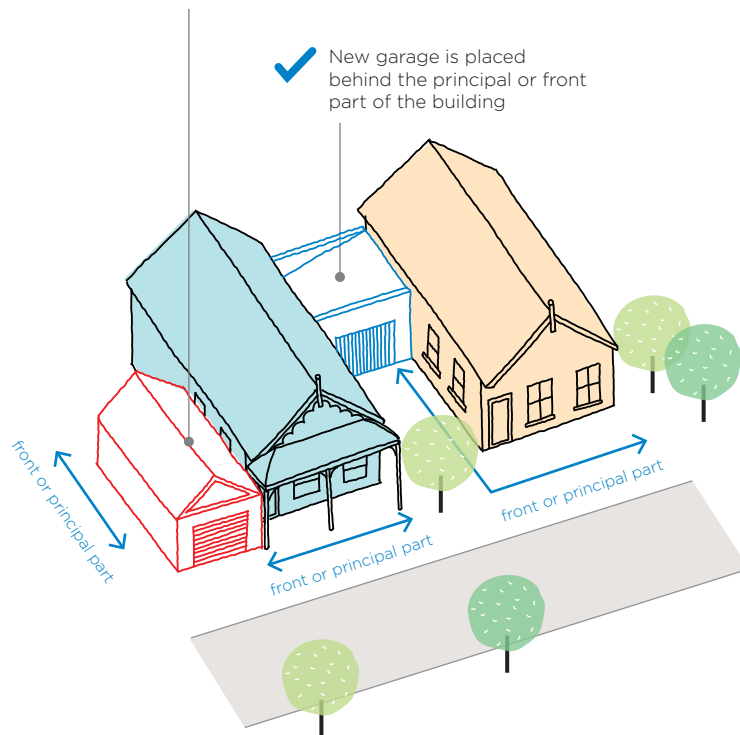 New garage is placed
behind the principal or front
part of the building
front or principal part
front or principal part
front or principal part